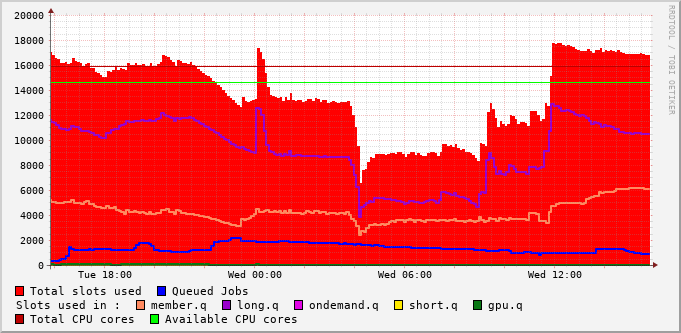 20000
18000
16000
14000
12000
10000
8000
6000
4000
2000
0
Tue 18:00 Wed 00:00 Wed 06:00 Wed 12:00
RRDTOOL / TOBI OETIKER
Total slots used Queued Jobs
Slots used in : member.q long.q ondemand.q short.q gpu.q
Total CPU cores Available CPU cores